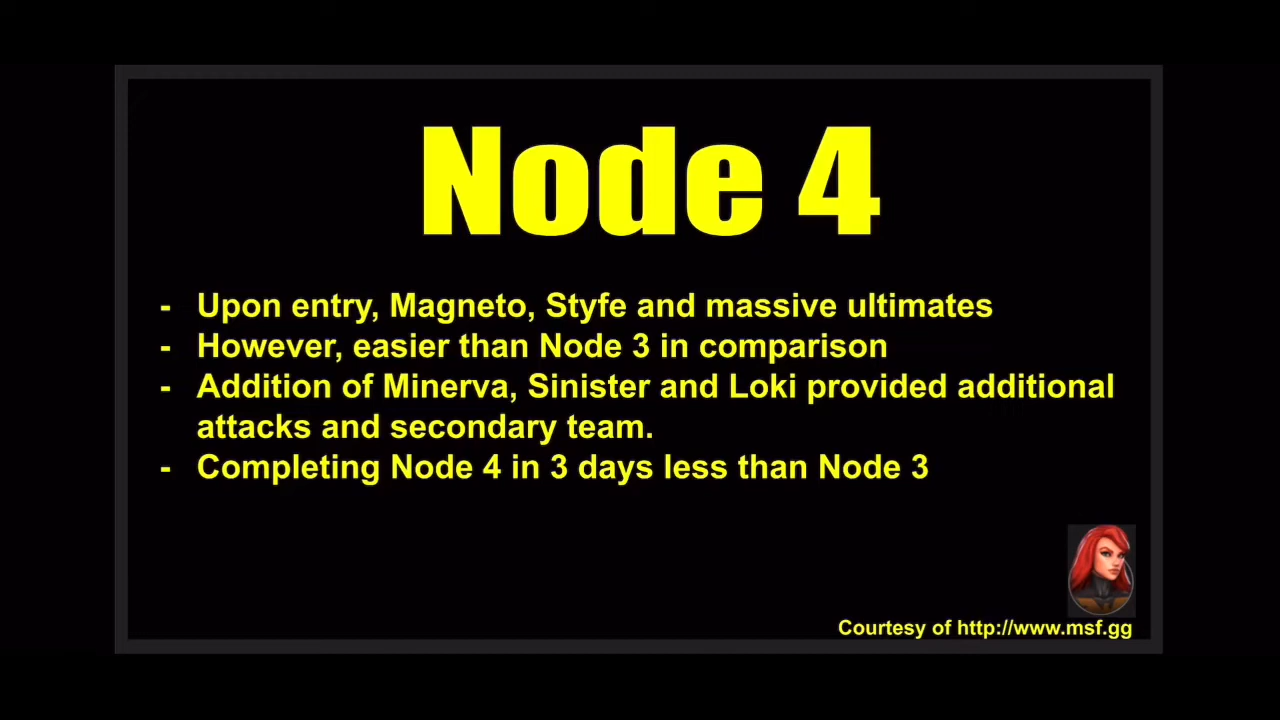 Node 4
- Upon entry, Magneto, Styfe and massive ultimates
- However, easier than Node 3 in comparison
- Addition of Minerva, Sinister and Loki provided additional
attacks and secondary team.
- Completing Node 4 in 3 days less than Node 3
Courtesy of http://www.msf.gg